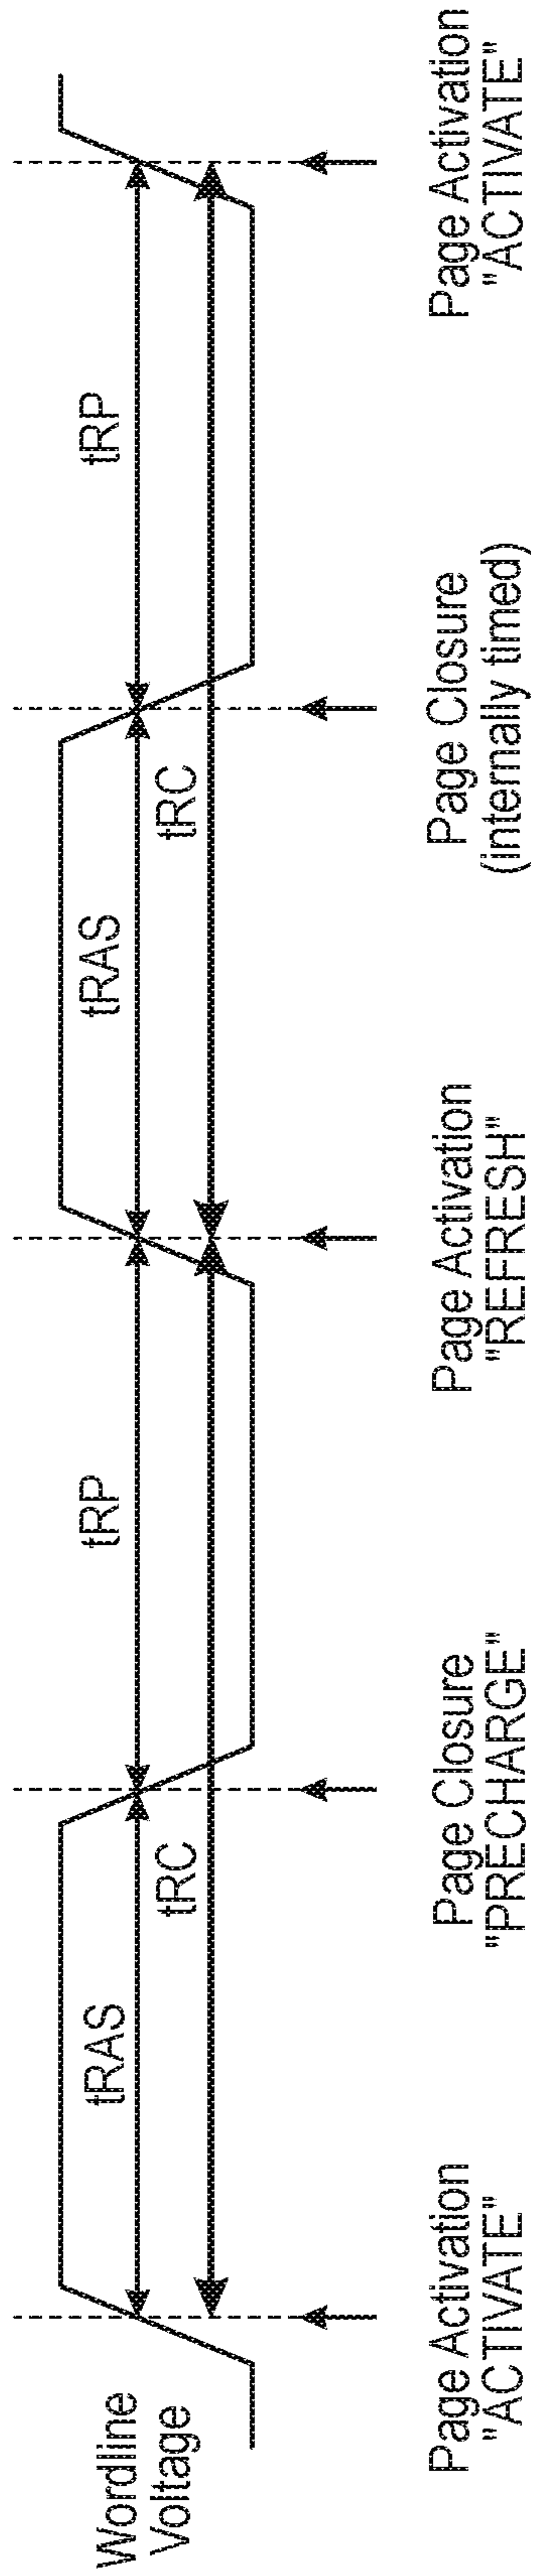 Wordline
Voltage
tRAS
tRC
tRP
tRAS
tRC
tRP
Page Activation
"ACTIVATE"
Page Closure
"PRECHARGE"
Page Activation
"REFRESH"
Page Closure
(internally timed)
Page Activation
"ACTIVATE"